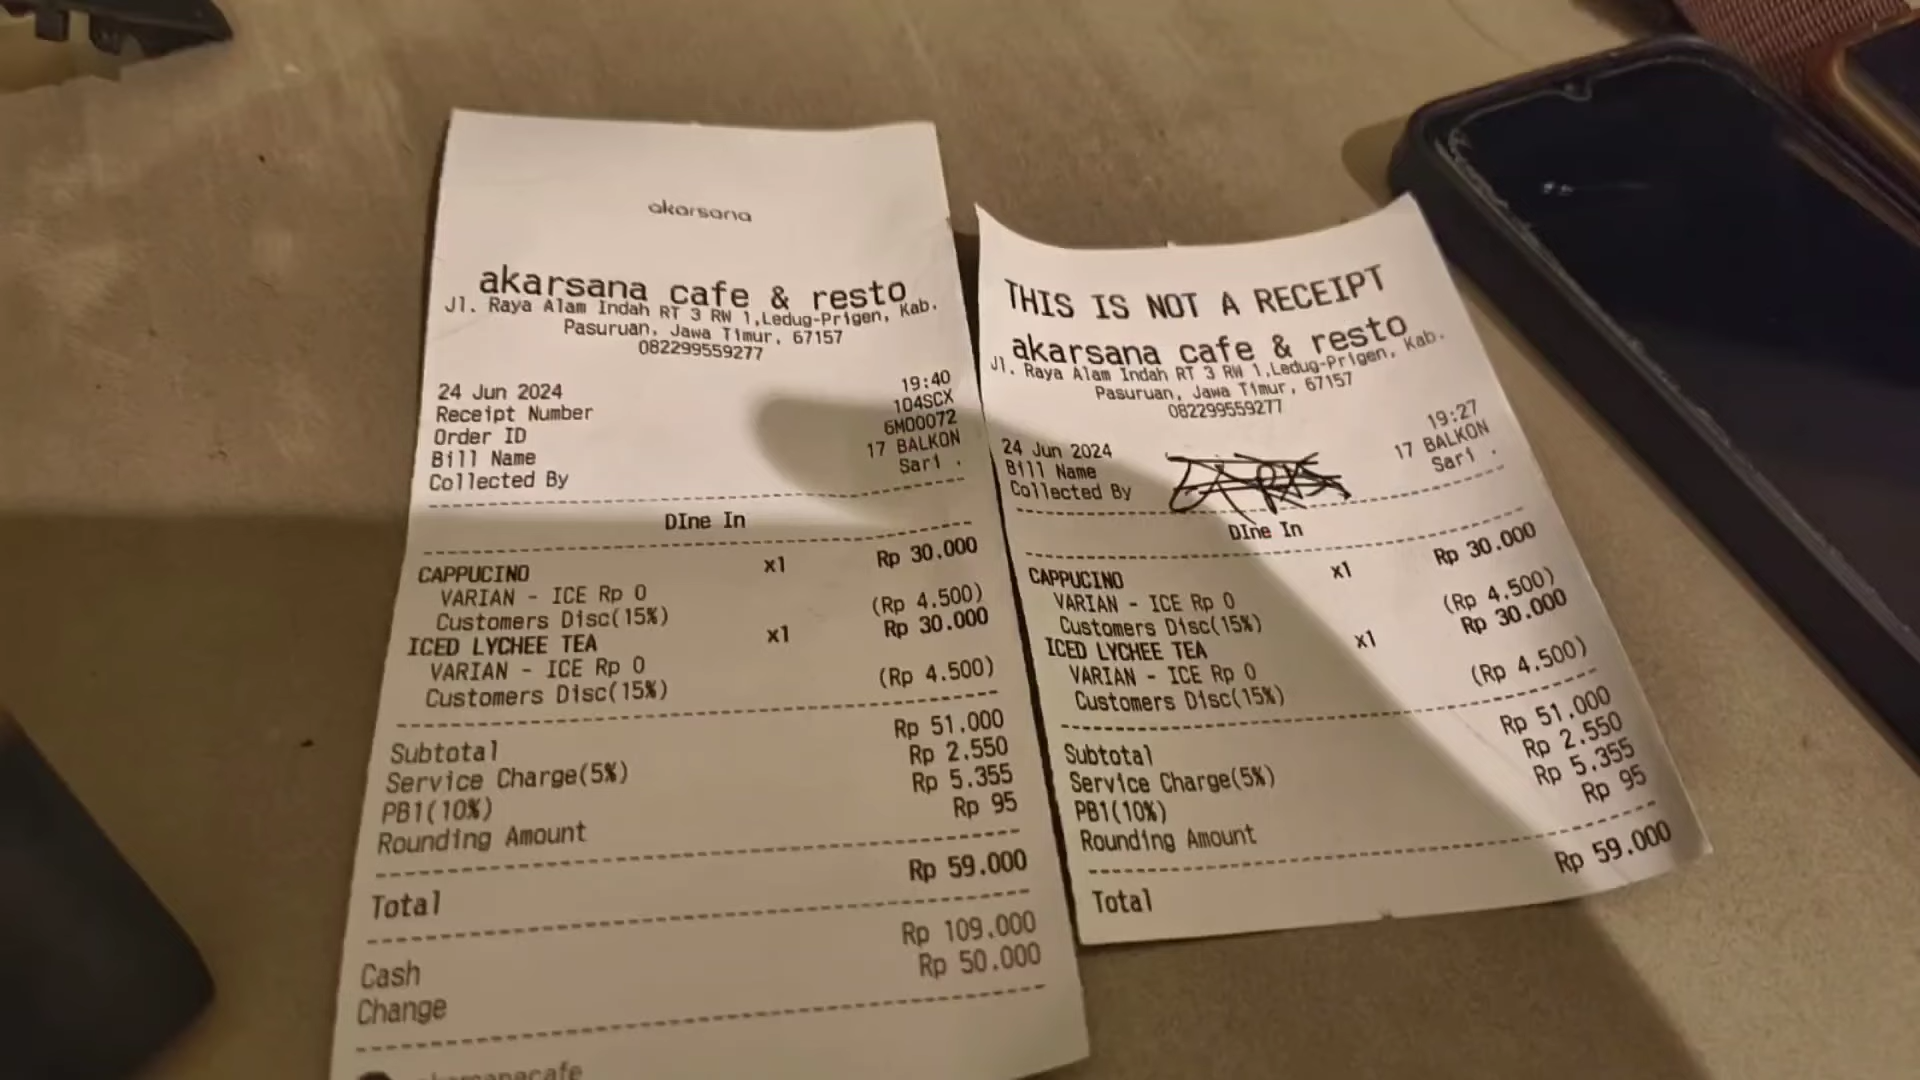 akarsana
akarsana cafe & resto
Jl. Raya Alam Indah RT 3 RW 1,Ledug-Prigen, Kab.
Pasuruan, Jawa Timur, 67157
082299559277
24 Jun 2024 19:40
Receipt Number 104SCX
Order ID 6M00072
Bill Name 17 BALKON
Collected By Sari .
DIne In
CAPPUCINO x1 Rp 30.000
VARIAN - ICE Rp 0
Customers Disc(15%) (Rp 4.500)
ICED LYCHEE TEA x1 Rp 30.000
VARIAN - ICE Rp 0
Customers Disc(15%) (Rp 4.500)
Subtotal Rp 51.000
Service Charge(5%) Rp 2.550
PB1(10%) Rp 5.355
Rounding Amount Rp 95
Total Rp 59.000
Cash Rp 109.000
Change Rp 50.000
akarsanacafe
THIS IS NOT A RECEIPT
akarsana cafe & resto
Jl. Raya Alam Indah RT 3 RW 1,Ledug-Prigen, Kab.
Pasuruan, Jawa Timur, 67157
082299559277
24 Jun 2024 19:27
Bill Name 17 BALKON
Collected By Sari .
DIne In
CAPPUCINO x1 Rp 30.000
VARIAN - ICE Rp 0
Customers Disc(15%) (Rp 4.500)
ICED LYCHEE TEA x1 Rp 30.000
VARIAN - ICE Rp 0
Customers Disc(15%) (Rp 4.500)
Subtotal Rp 51.000
Service Charge(5%) Rp 2.550
PB1(10%) Rp 5.355
Rounding Amount Rp 95
Total Rp 59.000